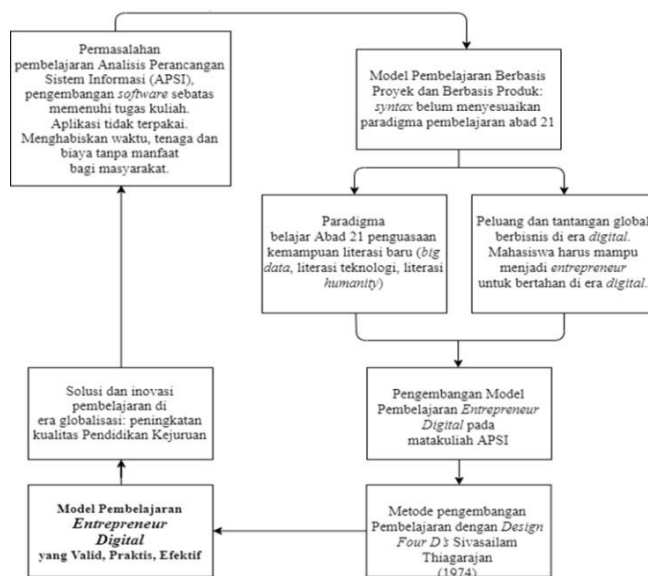 Permasalahan
pembelajaran Analisis Perancangan
Sistem Informasi (APSI),
pengembangan software sebatas
memenuhi tugas kuliah.
Aplikasi tidak terpakai.
Menghabiskan waktu, tenaga dan
biaya tanpa manfaat
bagi masyarakat.
Model Pembelajaran Berbasis
Proyek dan Berbasis Produk:
syntax belum menyesuaikan
paradigma pembelajaran abad 21
Paradigma
belajar Abad 21 penguasaan
kemampuan literasi baru (big
data, literasi teknologi, literasi
humanity)
Peluang dan tantangan global
berbisnis di era digital.
Mahasiswa harus mampu
menjadi entrepreneur
untuk bertahan di era digital.
Pengembangan Model
Pembelajaran Entrepreneur
Digital pada
matakuliah APSI
Metode pengembangan
Pembelajaran dengan Design
Four D's Sivasailam
Thiagarajan
(1974)
Model Pembelajaran
Entrepreneur
Digital
yang Valid, Praktis, Efektif
Solusi dan inovasi
pembelajaran di
era globalisasi: peningkatan
kualitas Pendidikan Kejuruan